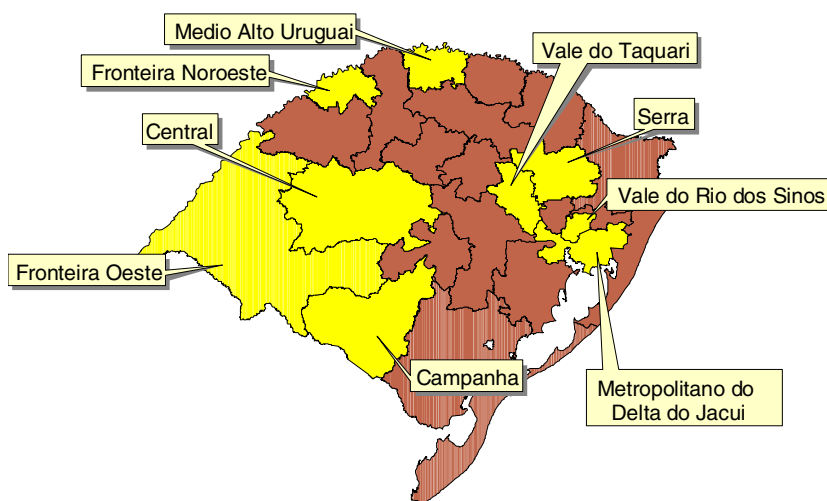 Medio Alto Uruguai
Vale do Taquari
Fronteira Noroeste
Central
Serra
Vale do Rio dos Sinos
Fronteira Oeste
Campanha
Metropolitano do
Delta do Jacui